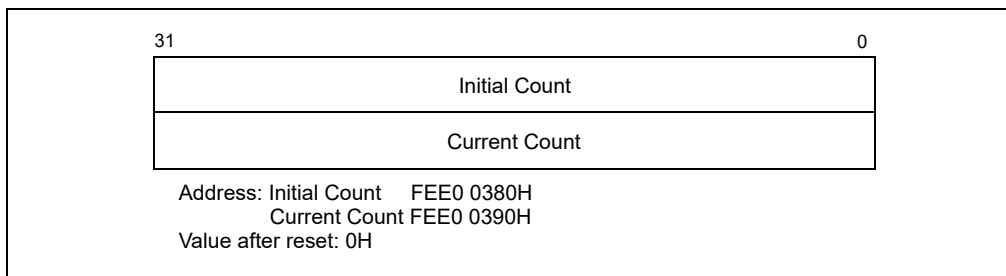 31 0
Initial Count
Current Count
Address: Initial Count FEE0 0380H
Current Count FEE0 0390H
Value after reset: 0H